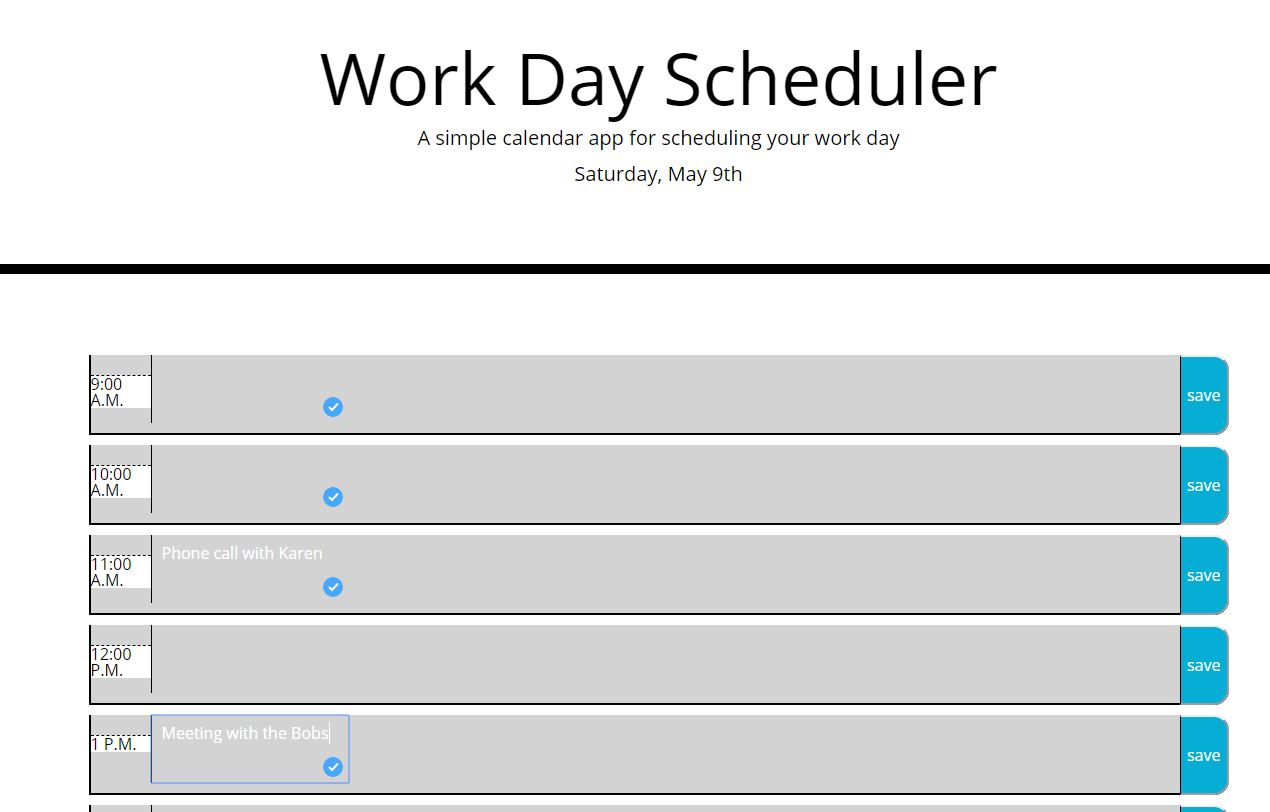 Work Day Scheduler
A simple calendar app for scheduling your work day
Saturday, May 9th
9:00
A.M.
save
10:00
A.M.
save
Phone call with Karen
11:00
A.M.
save
12:00
P.M.
save
Meeting with the Bobs
1 P.M.
save